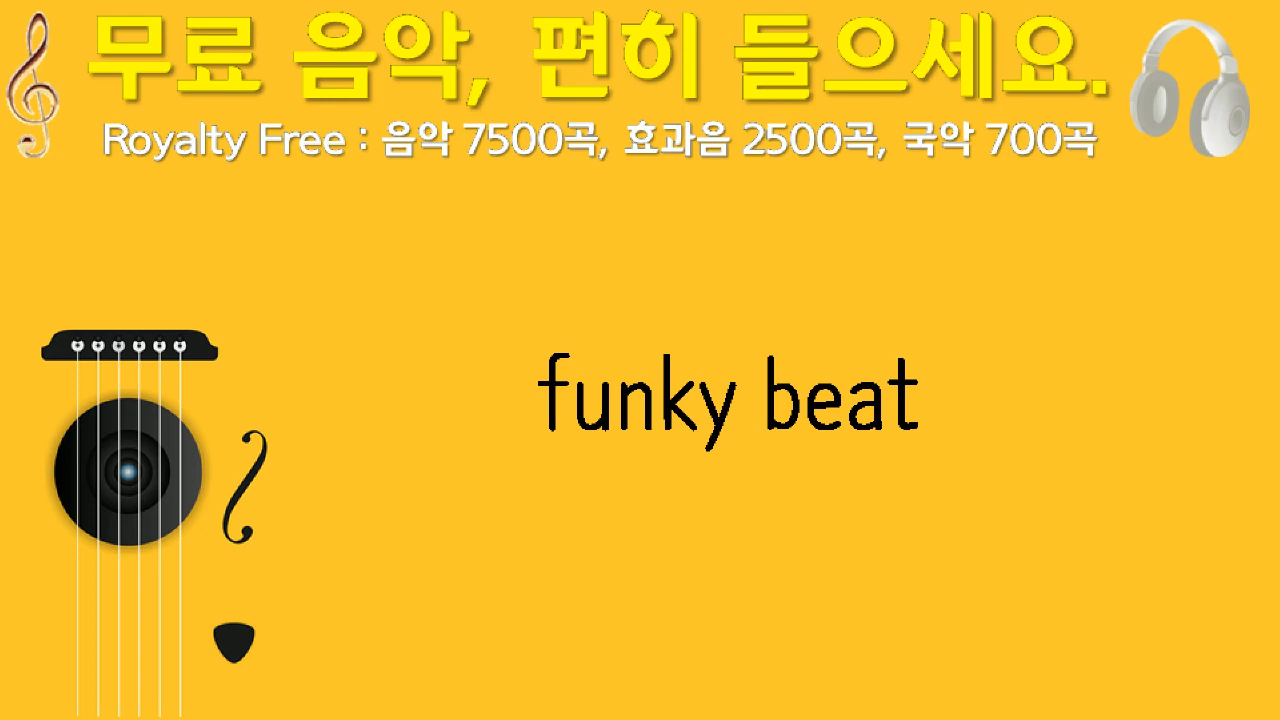 무료 음악, 편히 들으세요.
Royalty Free : 음악 7500곡, 효과음 2500곡, 국악 700곡
funky beat